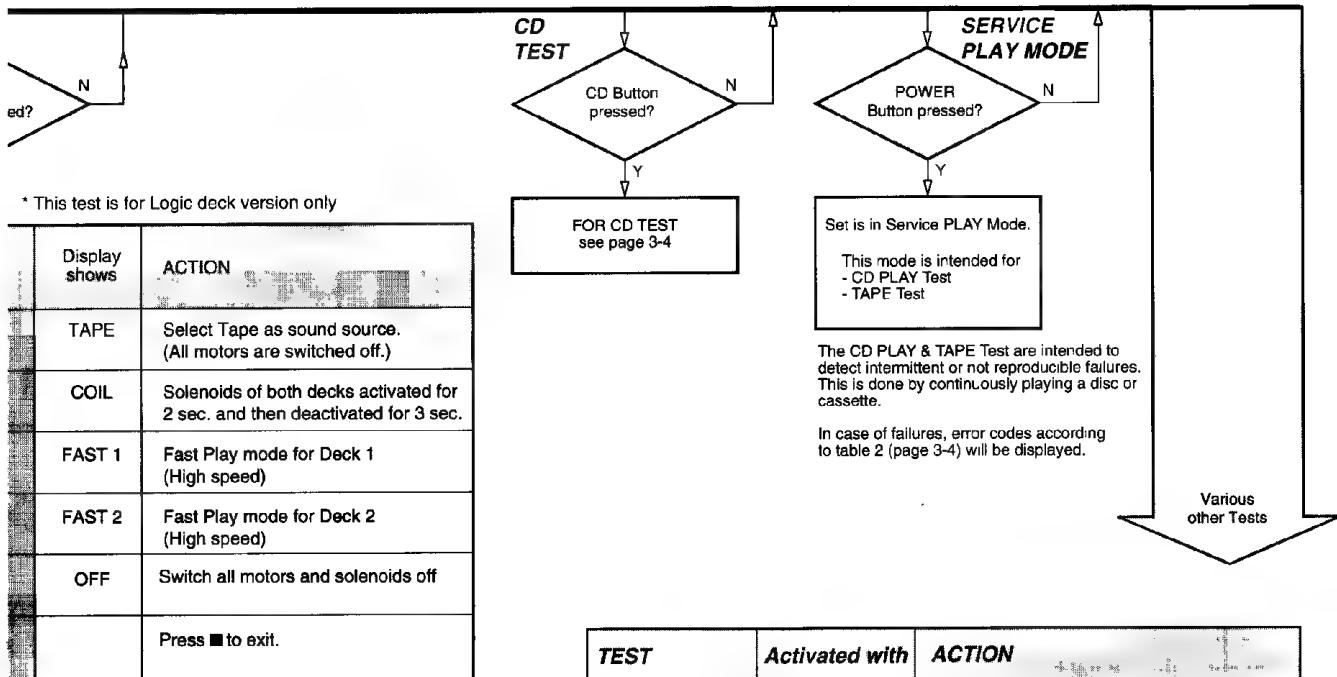 ed?
N
* This test is for Logic deck version only
Display
shows
ACTION
TAPE
Select Tape as sound source.
(All motors are switched off.)
COIL
Solenoids of both decks activated for
2 sec. and then deactivated for 3 sec.
FAST 1
Fast Play mode for Deck 1
(High speed)
FAST 2
Fast Play mode for Deck 2
(High speed)
OFF
Switch all motors and solenoids off
Press ■ to exit.
CD
TEST
CD Button
pressed?
N
Y
FOR CD TEST
see page 3-4
SERVICE
PLAY MODE
POWER
Button pressed?
N
Y
Set is in Service PLAY Mode.
This mode is intended for
- CD PLAY Test
- TAPE Test
The CD PLAY & TAPE Test are intended to
detect intermittent or not reproducible failures.
This is done by continuously playing a disc or
cassette.
In case of failures, error codes according
to table 2 (page 3-4) will be displayed.
Various
other Tests
TEST
Activated with
ACTION